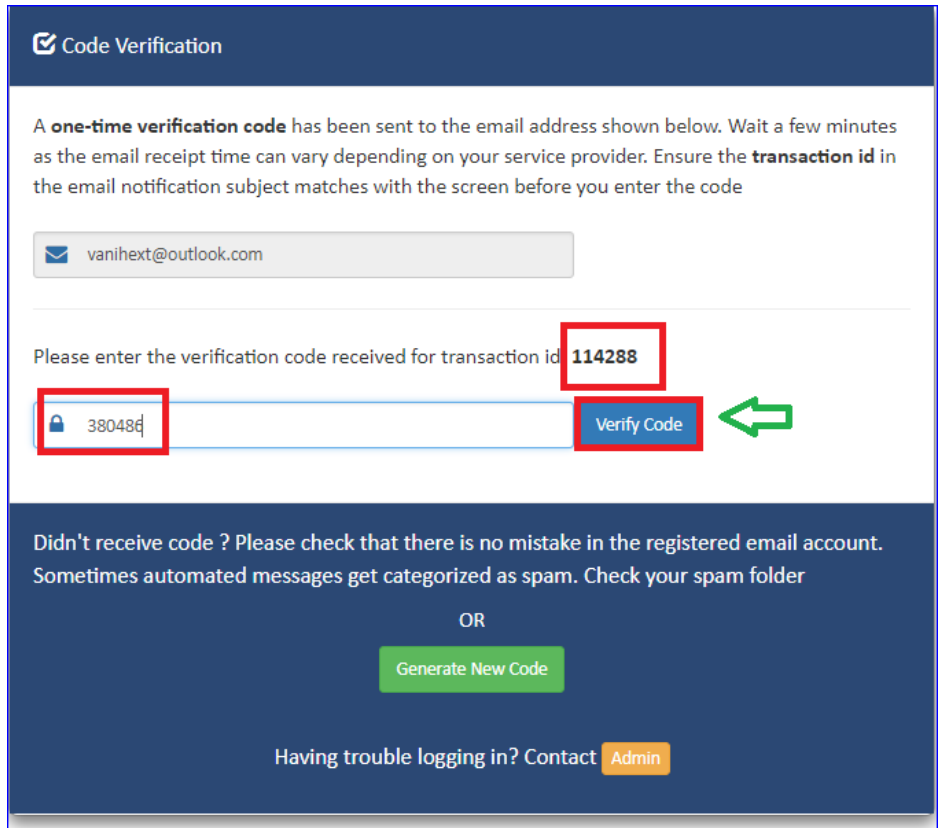 Code Verification
A one-time verification code has been sent to the email address shown below. Wait a few minutes
as the email receipt time can vary depending on your service provider. Ensure the transaction id in
the email notification subject matches with the screen before you enter the code
vanihext@outlook.com
Please enter the verification code received for transaction id 114288
380486
Verify Code
Didn't receive code ? Please check that there is no mistake in the registered email account.
Sometimes automated messages get categorized as spam. Check your spam folder
OR
Generate New Code
Having trouble logging in? Contact Admin